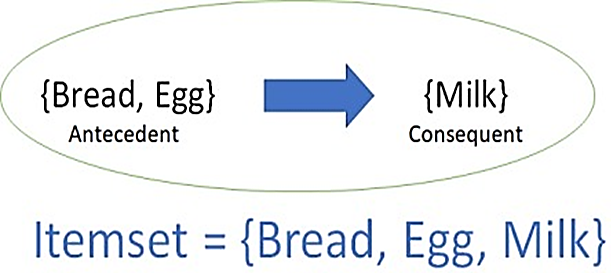 {Bread, Egg} {Milk}
Antecedent Consequent
Itemset = {Bread, Egg, Milk}